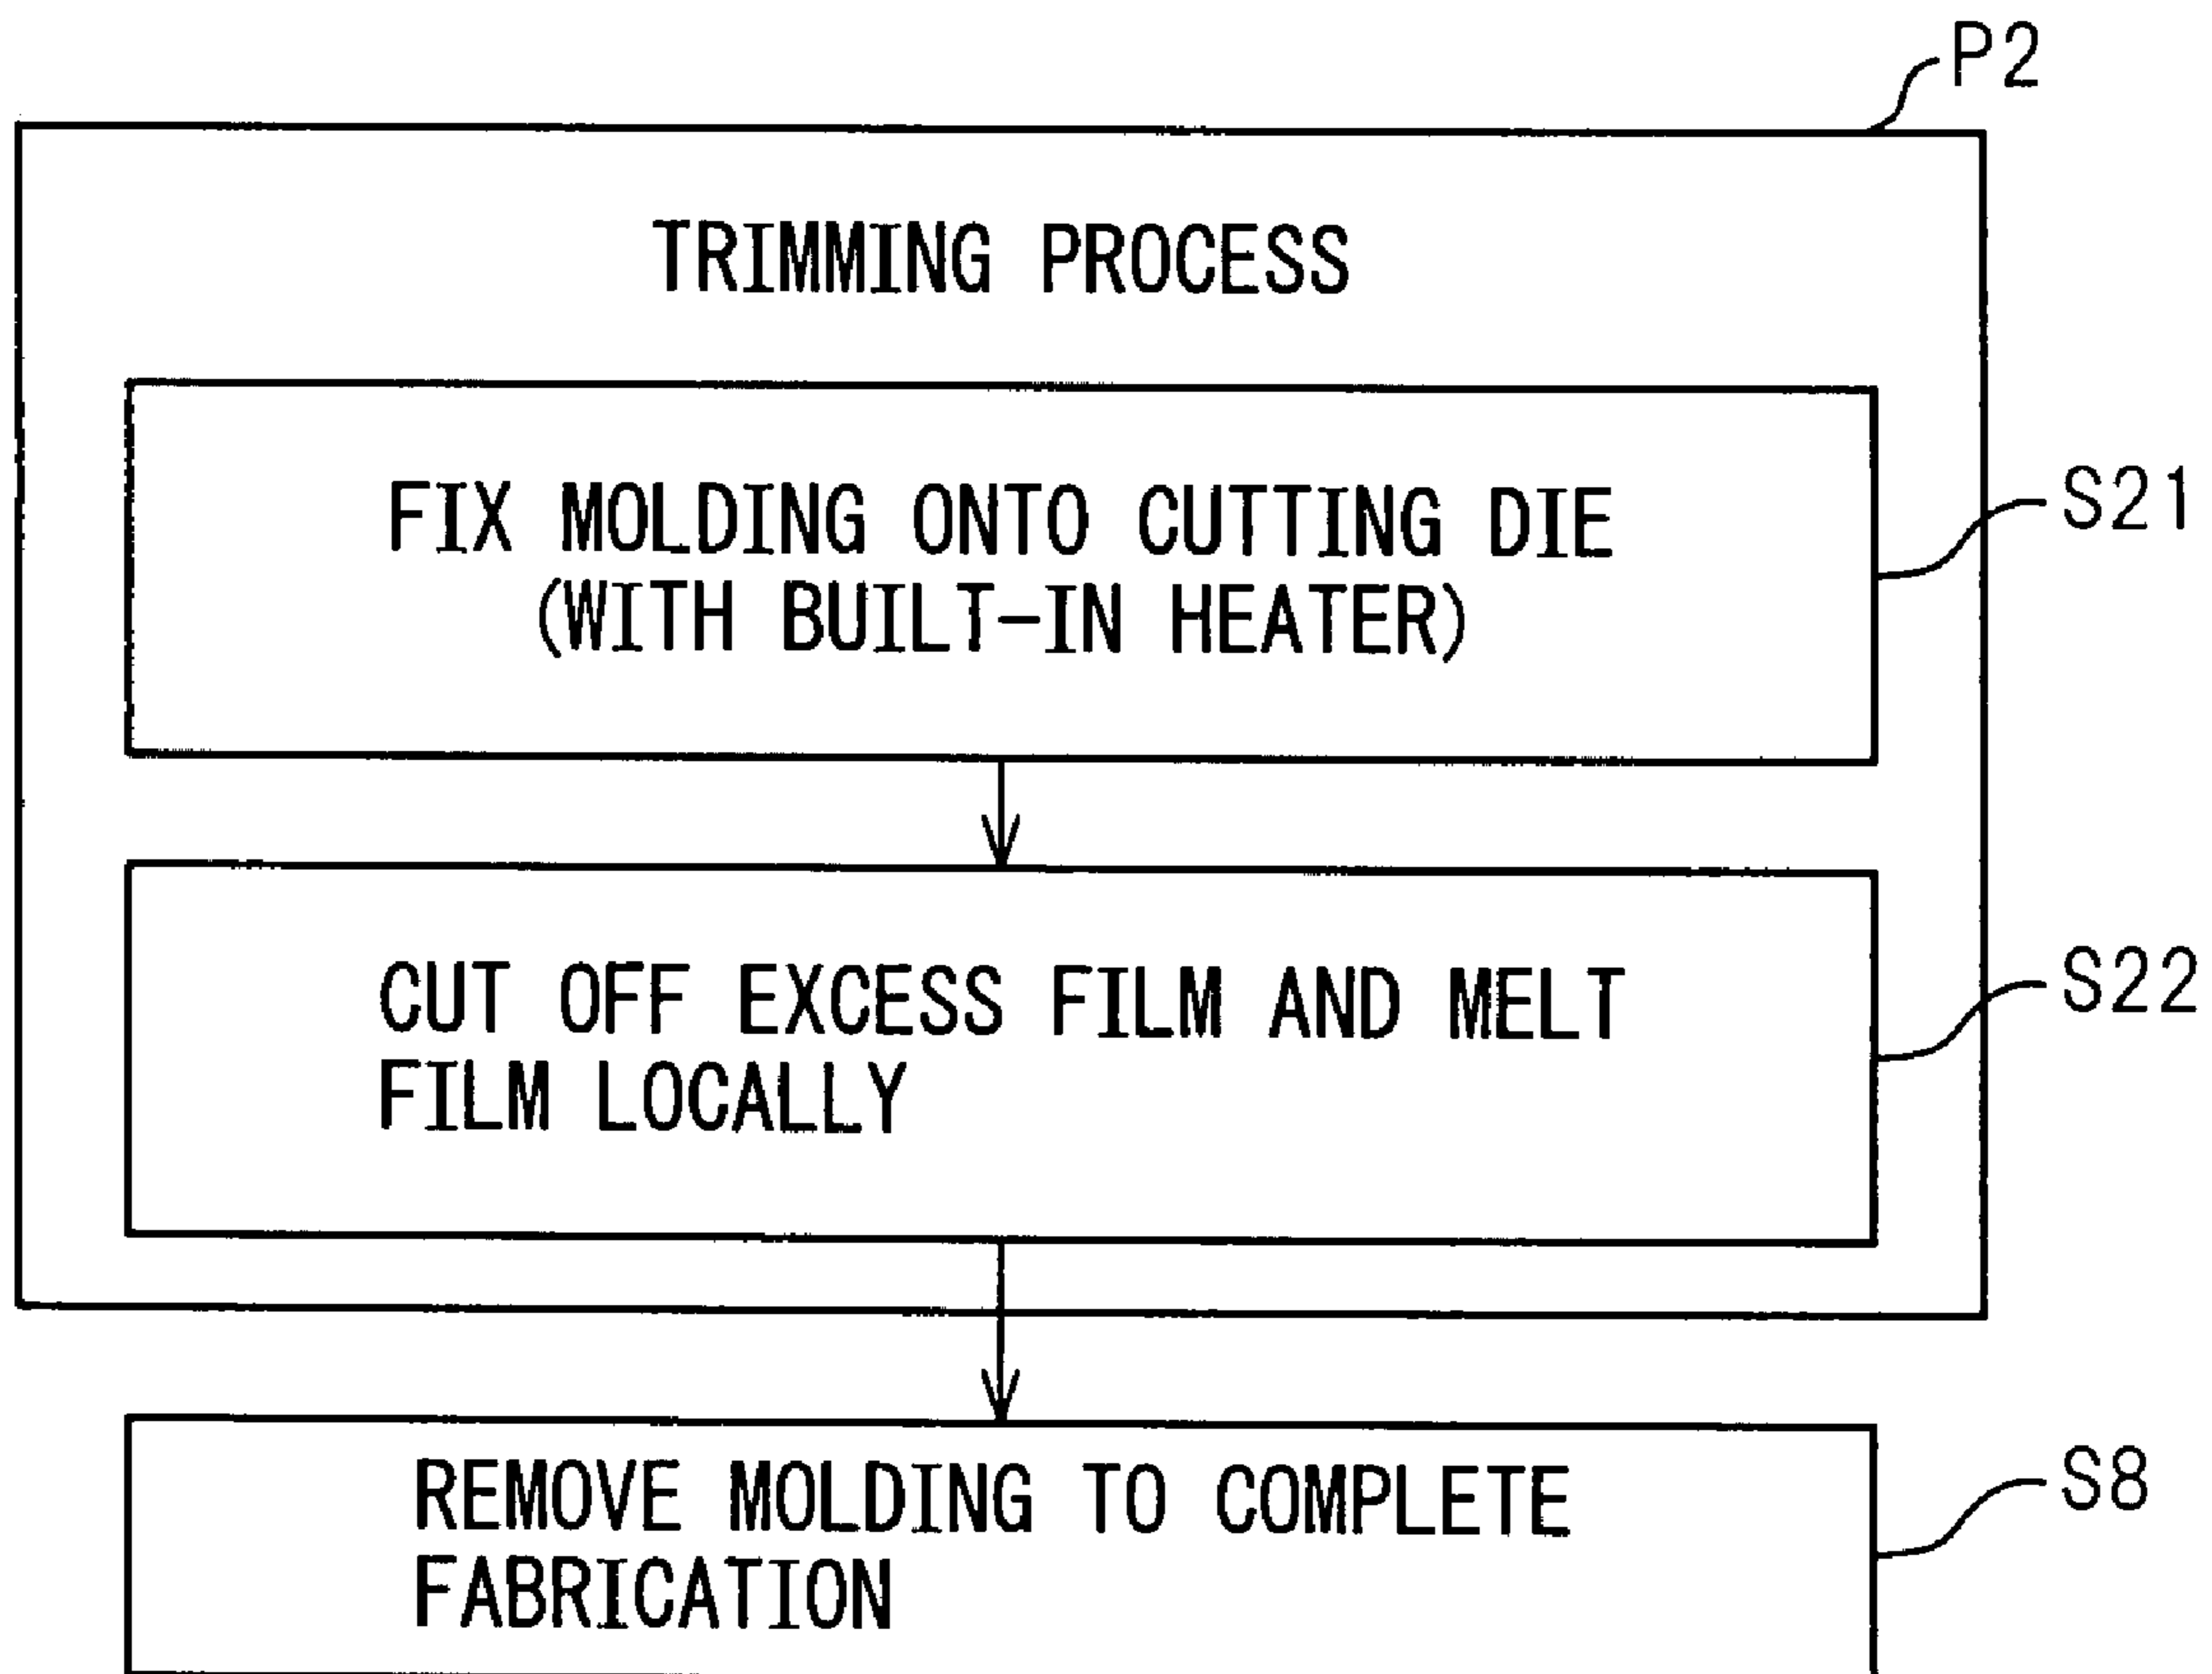 P2
TRIMMING PROCESS
FIX MOLDING ONTO CUTTING DIE
(WITH BUILT-IN HEATER)
S21
CUT OFF EXCESS FILM AND MELT
FILM LOCALLY
S22
REMOVE MOLDING TO COMPLETE
FABRICATION
S8